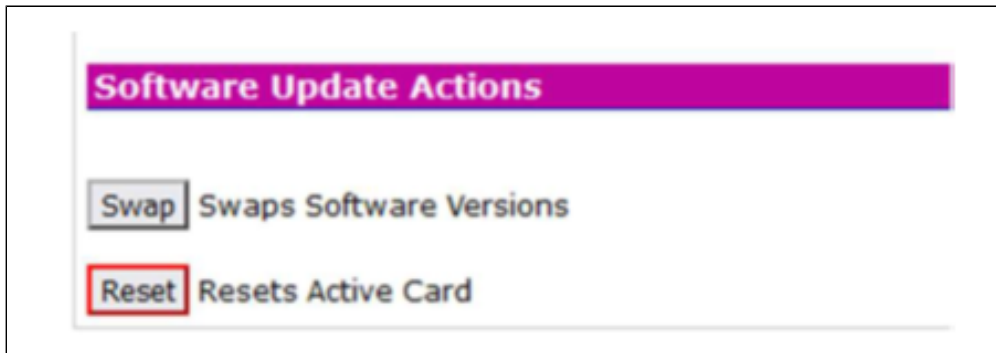 Software Update Actions
Swap Swaps Software Versions
Reset Resets Active Card